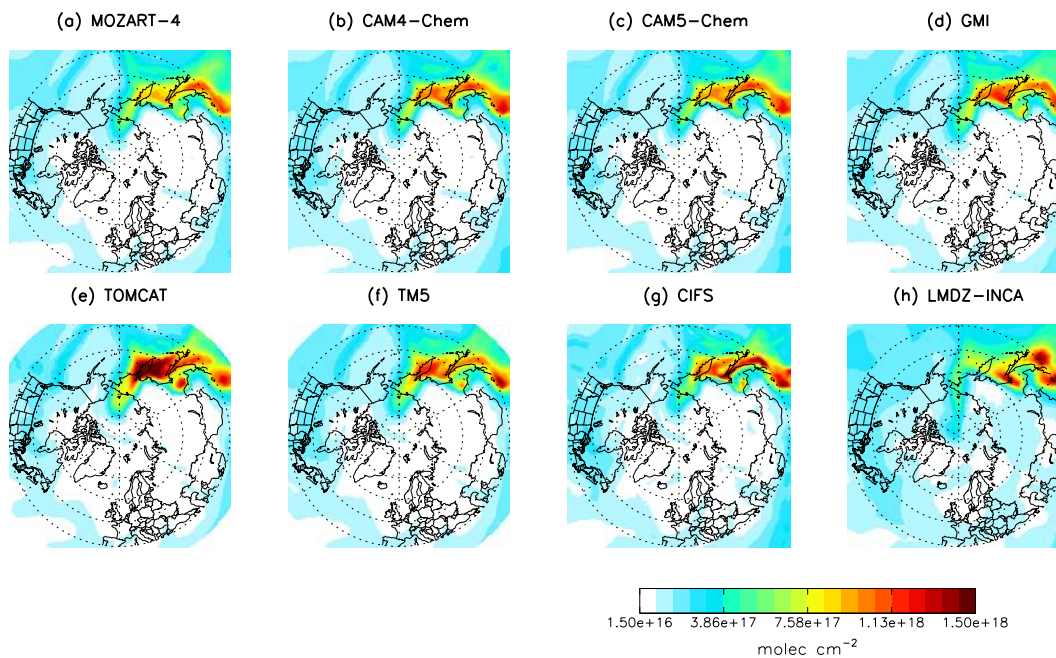 (a) MOZART-4
(b) CAM4-Chem
(c) CAM5-Chem
(d) GMI
(e) TOMCAT
(f) TM5
(g) CIFS
(h) LMDZ-INCA
1.50e+16 3.86e+17 7.58e+17 1.13e+18 1.50e+18
molec cm⁻²